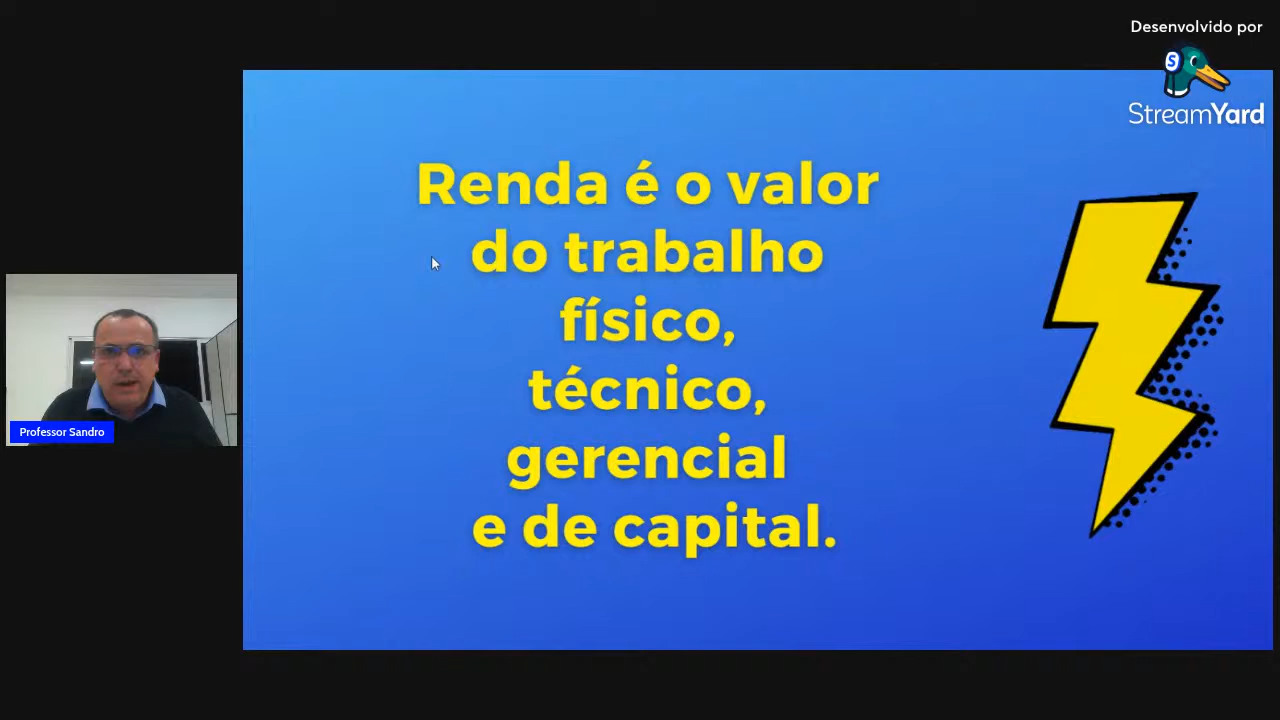 Desenvolvido por
S
StreamYard
Renda é o valor
do trabalho
físico,
técnico,
gerencial
e de capital.
Professor Sandro